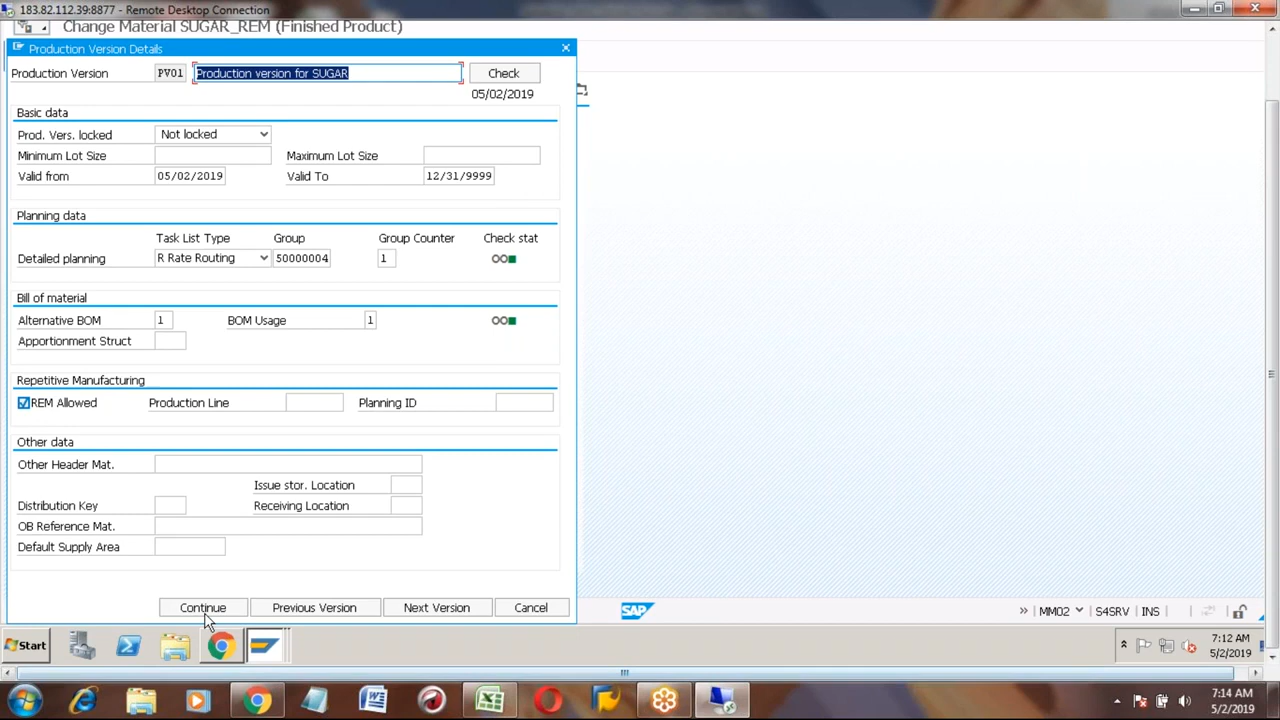 183.82.112.39:8877 - Remote Desktop Connection
Change Material SUGAR_REM (Finished Product)
Production Version Details
Production Version PV01 Production version for SUGAR Check
05/02/2019
Basic data
Prod. Vers. locked Not locked
Minimum Lot Size Maximum Lot Size
Valid from 05/02/2019 Valid To 12/31/9999
Planning data
Task List Type Group Group Counter Check stat
Detailed planning R Rate Routing 50000004 1
Bill of material
Alternative BOM 1 BOM Usage 1
Apportionment Struct
Repetitive Manufacturing
REM Allowed Production Line Planning ID
Other data
Other Header Mat.
Issue stor. Location
Distribution Key Receiving Location
OB Reference Mat.
Default Supply Area
Continue Previous Version Next Version Cancel
SAP » MM02 S4SRV INS
Start 7:12 AM
5/2/2019
7:14 AM
5/2/2019